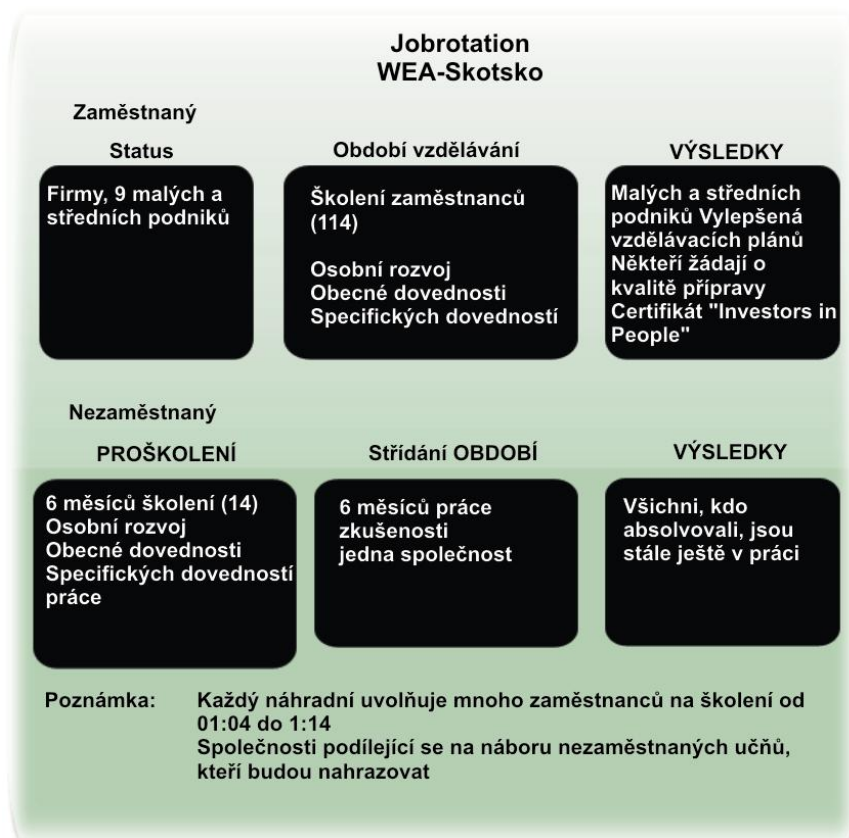 Jobrotation
WEA-Skotsko
Zaměstnaný
Status
Období vzdělávání
VÝSLEDKY
Firmy, 9 malých a
středních podniků
Školení zaměstnanců
(114)
Osobní rozvoj
Obecné dovednosti
Specifických dovedností
Malých a středních
podniků Vylepšená
vzdělávacích plánů
Někteří žádají o
kvalitě přípravy
Certifikát "Investors in
People"
Nezaměstnaný
PROŠKOLENÍ
Střídání OBDOBÍ
VÝSLEDKY
6 měsíců školení (14)
Osobní rozvoj
Obecné dovednosti
Specifických dovedností
práce
6 měsíců práce
zkušenosti
jedna společnost
Všichni, kdo
absolvovali, jsou
stále ještě v práci
Poznámka: Každý náhradní uvolňuje mnoho zaměstnanců na školení od
01:04 do 1:14
Společnosti podílející se na náboru nezaměstnaných učňů,
kteří budou nahrazovat